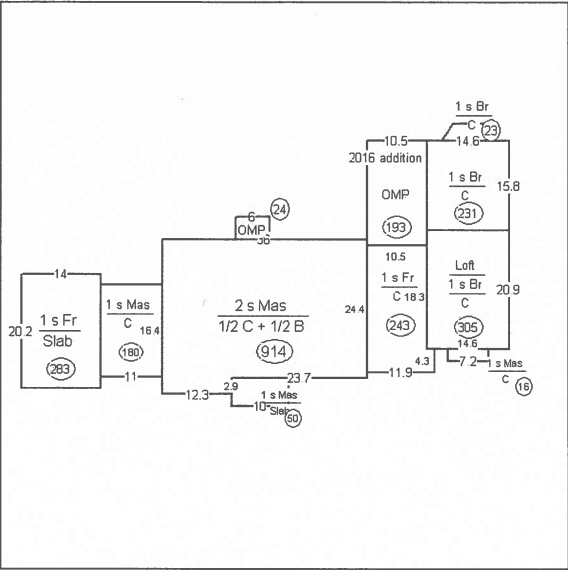 1 s Br
C
23
10.5
14.6
2016 addition
OMP
193
1 s Br
C
231
15.8
6
24
OMP
36
10.5
14
20.2
1 s Fr
Slab
283
1 s Mas
C
16.4
180
11
2 s Mas
1/2 C + 1/2 B
914
24.4
1 s Fr
C 18.3
243
Loft
1 s Br
C
305
20.9
14.6
4.3
7.2
1 s Mas
C
16
11.9
12.3
2.9
23.7
1 s Mas
10
Slab
50